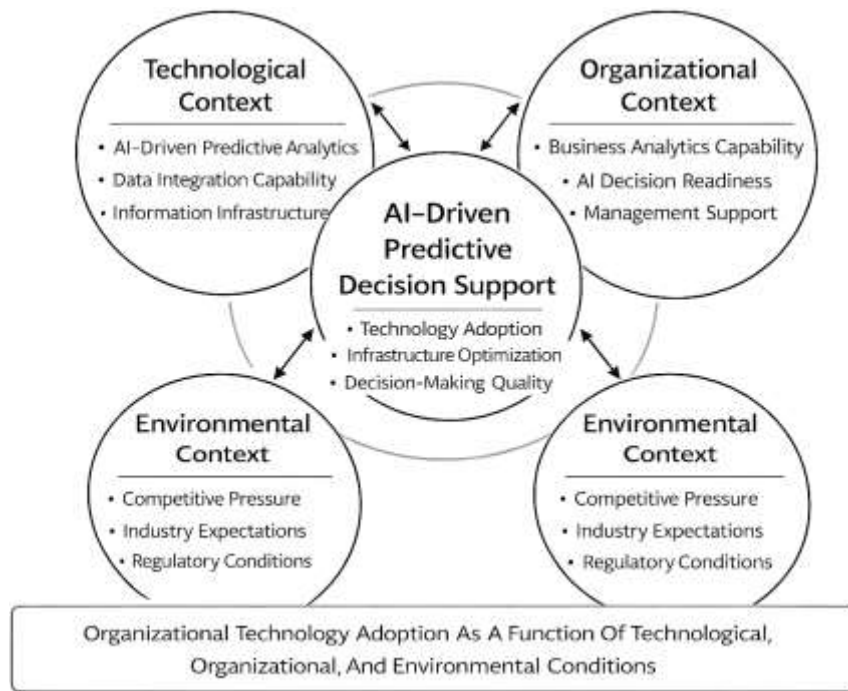 Technological
Context
• AI-Driven Predictive Analytics
• Data Integration Capability
• Information Infrastructure
Organizational
Context
• Business Analytics Capability
• AI Decision Readiness
• Management Support
AI-Driven
Predictive
Decision Support
• Technology Adoption
• Infrastructure Optimization
• Decision-Making Quality
Environmental
Context
• Competitive Pressure
• Industry Expectations
• Regulatory Conditions
Environmental
Context
• Competitive Pressure
• Industry Expectations
• Regulatory Conditions
Organizational Technology Adoption As A Function Of Technological,
Organizational, And Environmental Conditions